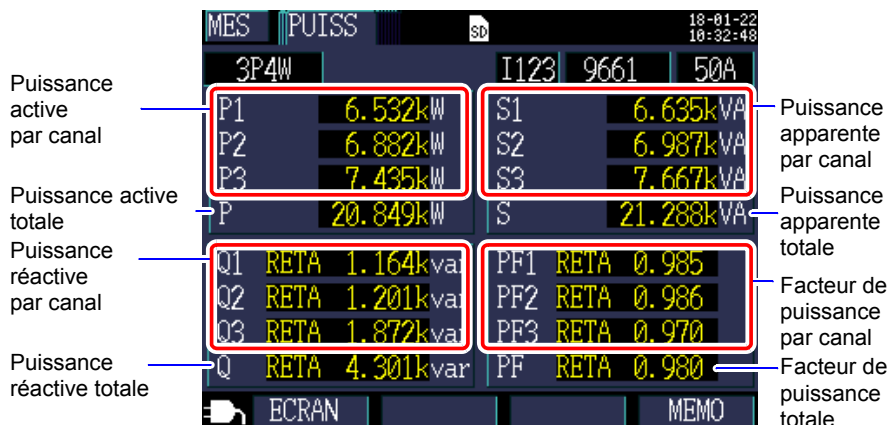 MES PUISS SD 18-01-22
10:32:48
3P4W I123 9661 50A
Puissance
active
par canal
P1 6.532kW S1 6.635kVA
P2 6.882kW S2 6.987kVA
P3 7.435kW S3 7.667kVA
Puissance
apparente
par canal
Puissance active
totale
P 20.849kW S 21.288kVA
Puissance
apparente
totale
Puissance
réactive
par canal
Q1 RETA 1.164kvar PF1 RETA 0.985
Q2 RETA 1.201kvar PF2 RETA 0.986
Q3 RETA 1.872kvar PF3 RETA 0.970
Facteur de
puissance
par canal
Puissance
réactive totale
Q RETA 4.301kvar PF RETA 0.980
Facteur de
puissance
totale
ECRAN MEMO